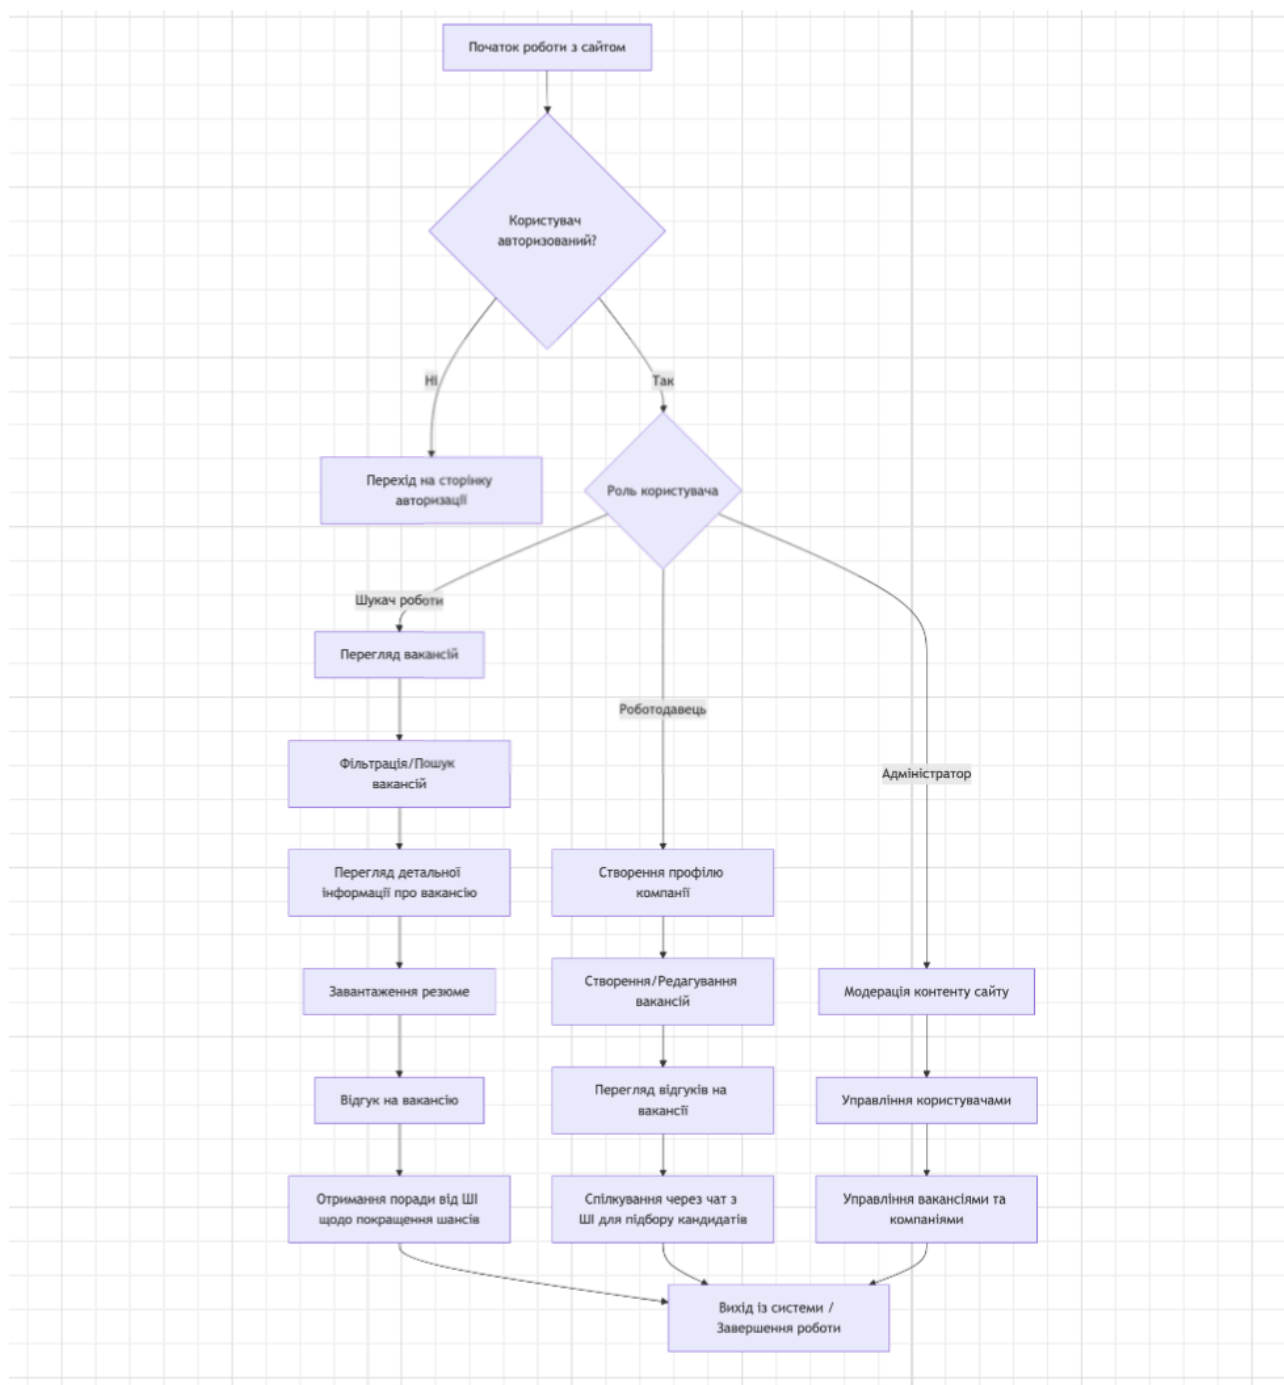 Початок роботи з сайтом
Користувач
авторизований?
Ні
Так
Перехід на сторінку
авторизації
Роль користувача
Шукач роботи
Перегляд вакансій
Роботодавець
Фільтрація/Пошук
вакансій
Адміністратор
Перегляд детальної
інформації про вакансію
Створення профілю
компанії
Завантаження резюме
Створення/Редагування
вакансій
Модерація контенту сайту
Відгук на вакансію
Перегляд відгуків на
вакансії
Управління користувачами
Отримання поради від ШІ
щодо покращення шансів
Спілкування через чат з
ШІ для підбору кандидатів
Управління вакансіями та
компаніями
Вихід із системи /
Завершення роботи